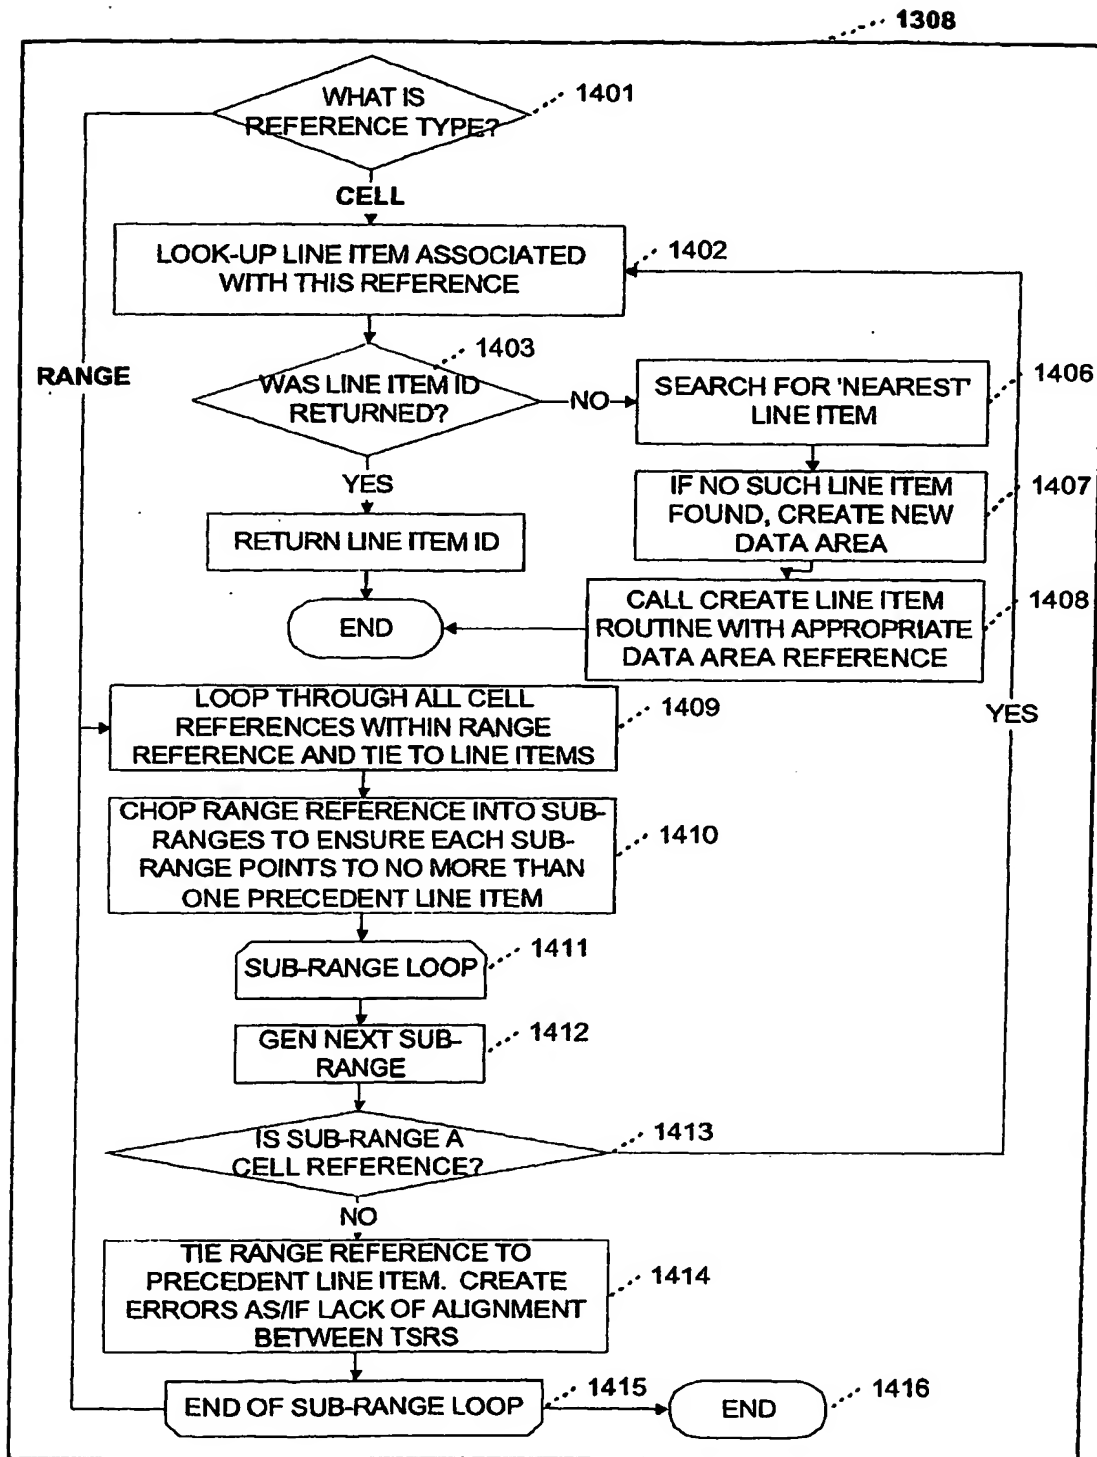 1308
WHAT IS
REFERENCE TYPE?
1401
CELL
LOOK-UP LINE ITEM ASSOCIATED
WITH THIS REFERENCE
1402
RANGE
1403
WAS LINE ITEM ID
RETURNED?
NO
SEARCH FOR 'NEAREST'
LINE ITEM
1406
YES
IF NO SUCH LINE ITEM
FOUND, CREATE NEW
DATA AREA
1407
RETURN LINE ITEM ID
END
CALL CREATE LINE ITEM
ROUTINE WITH APPROPRIATE
DATA AREA REFERENCE
1408
LOOP THROUGH ALL CELL
REFERENCES WITHIN RANGE
REFERENCE AND TIE TO LINE ITEMS
1409
YES
CHOP RANGE REFERENCE INTO SUB-
RANGES TO ENSURE EACH SUB-
RANGE POINTS TO NO MORE THAN
ONE PRECEDENT LINE ITEM
1410
SUB-RANGE LOOP
1411
GEN NEXT SUB-
RANGE
1412
IS SUB-RANGE A
CELL REFERENCE?
1413
NO
TIE RANGE REFERENCE TO
PRECEDENT LINE ITEM. CREATE
ERRORS AS/IF LACK OF ALIGNMENT
BETWEEN TSRS
1414
END OF SUB-RANGE LOOP
1415
END
1416